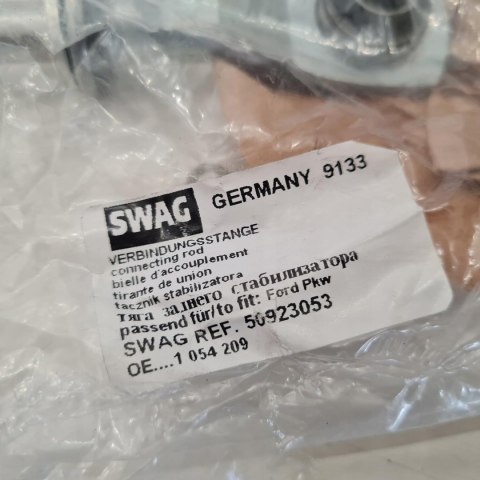 SWAG GERMANY 9133
VERBINDUNGSSTANGE
connecting rod
bielle d'accouplement
tirante de union
tacznik stabilizatora
тяга заднего стабилизатора
passend für/to fit: Ford Pkw
SWAG REF. 50923053
OE....1 054 209